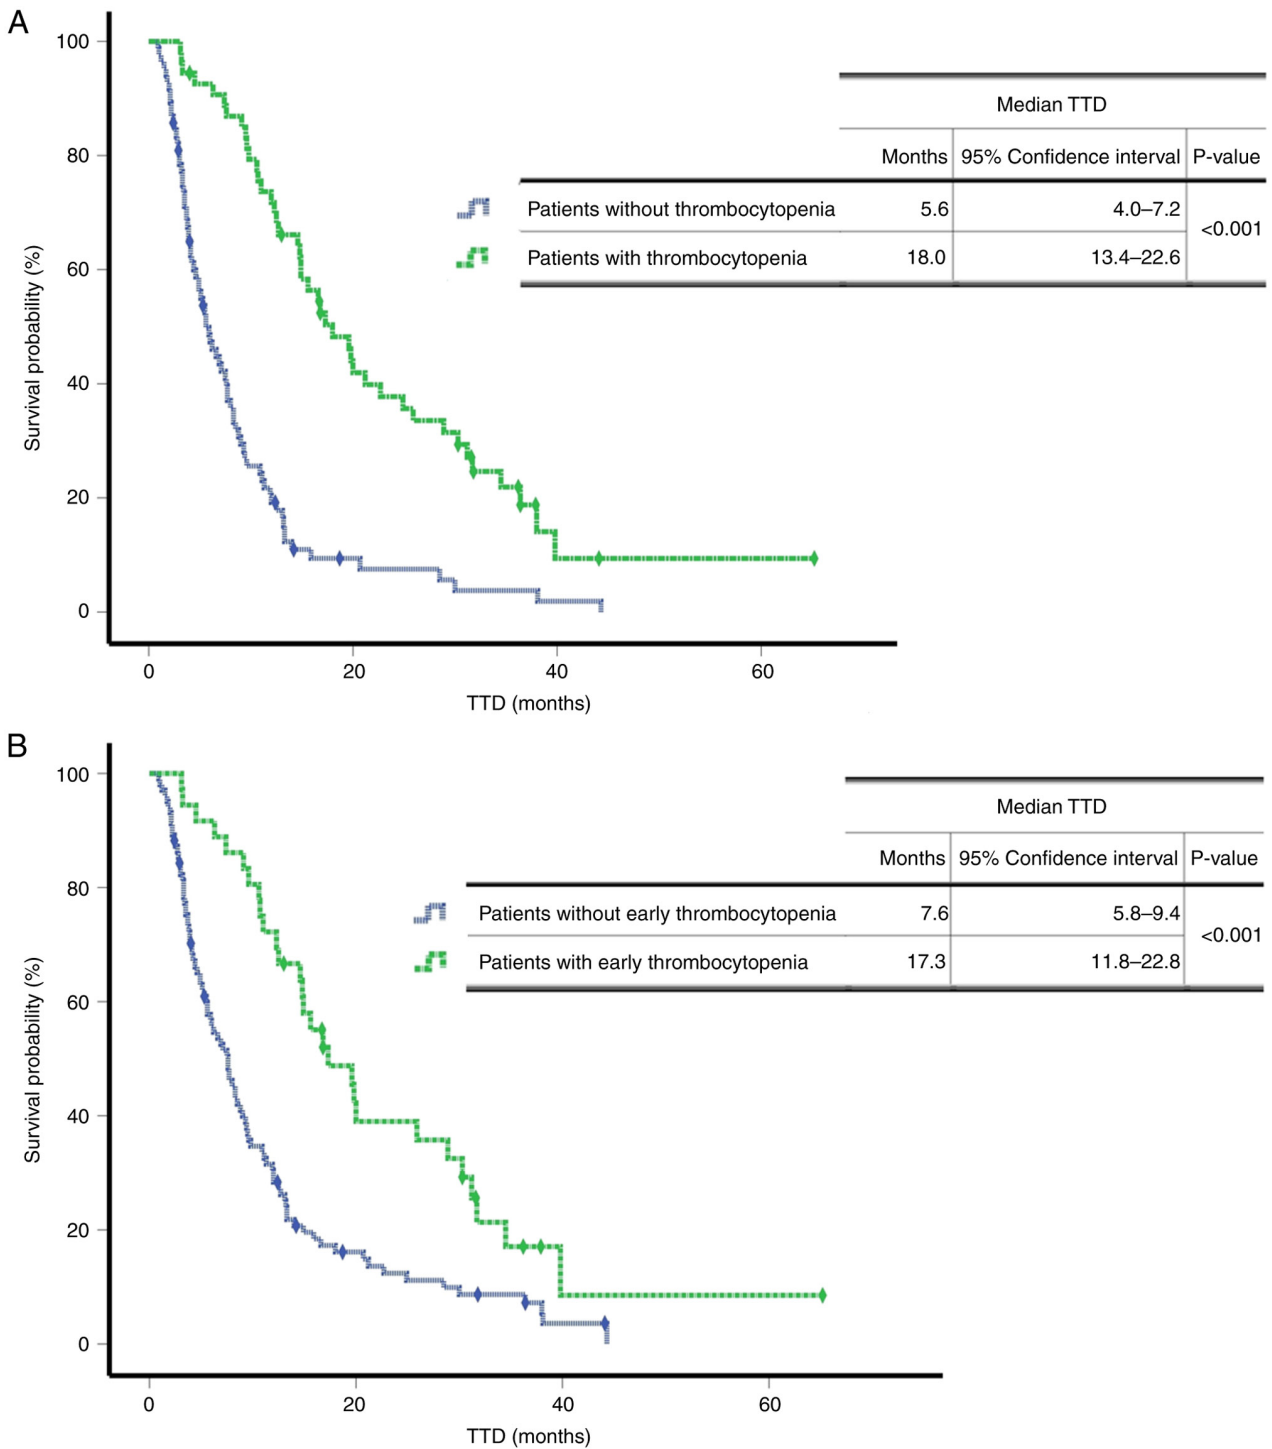 A
100
80
60
40
20
0
Survival probability (%)
0 20 40 60
TTD (months)
Median TTD
Months 95% Confidence interval P-value
Patients without thrombocytopenia 5.6 4.0–7.2
<0.001
Patients with thrombocytopenia 18.0 13.4–22.6
B
100
80
60
40
20
0
Survival probability (%)
0 20 40 60
TTD (months)
Median TTD
Months 95% Confidence interval P-value
Patients without early thrombocytopenia 7.6 5.8–9.4
<0.001
Patients with early thrombocytopenia 17.3 11.8–22.8